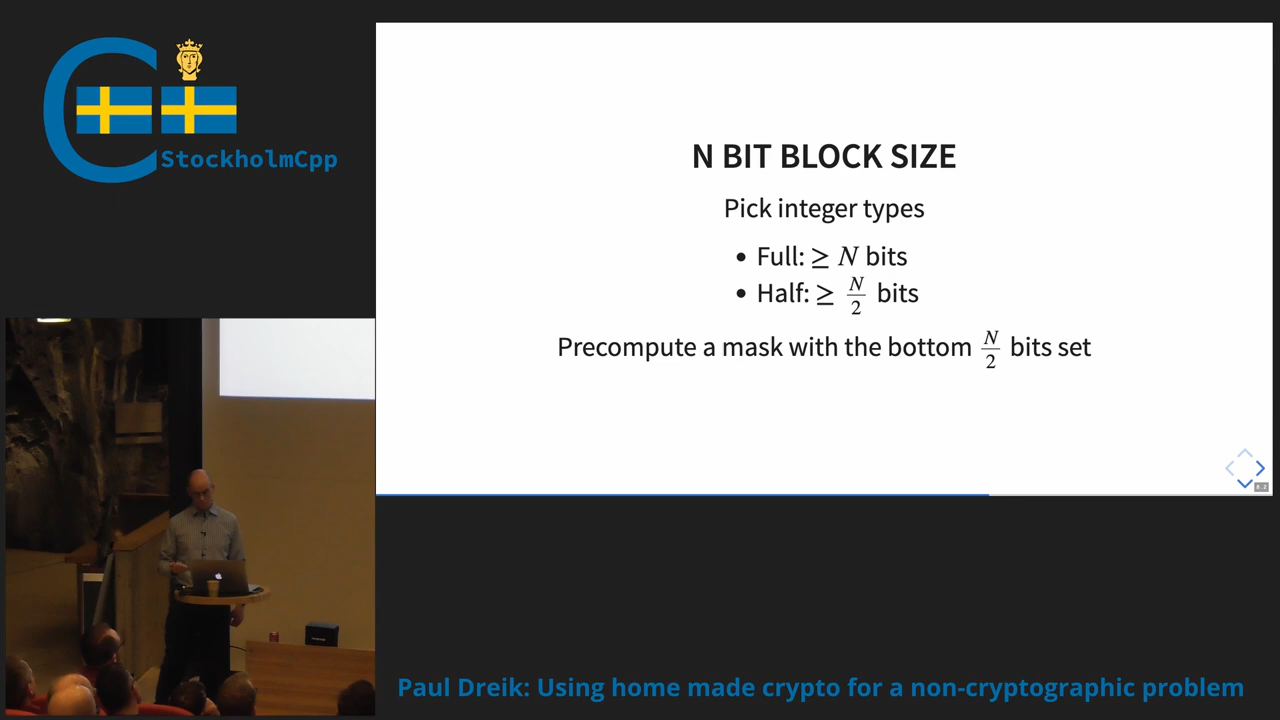 StockholmCpp
N BIT BLOCK SIZE
Pick integer types
• Full: ≥ N bits
• Half: ≥ N/2 bits
Precompute a mask with the bottom N/2 bits set
Paul Dreik: Using home made crypto for a non-cryptographic problem